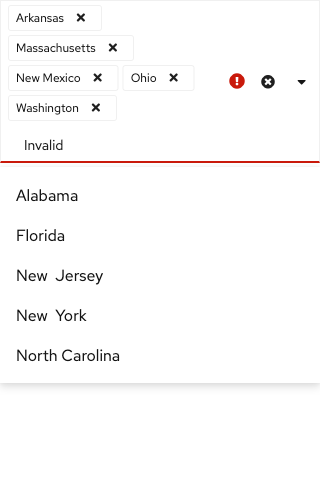 Arkansas
Massachusetts
New Mexico Ohio
Washington
Invalid
Alabama
Florida
New Jersey
New York
North Carolina